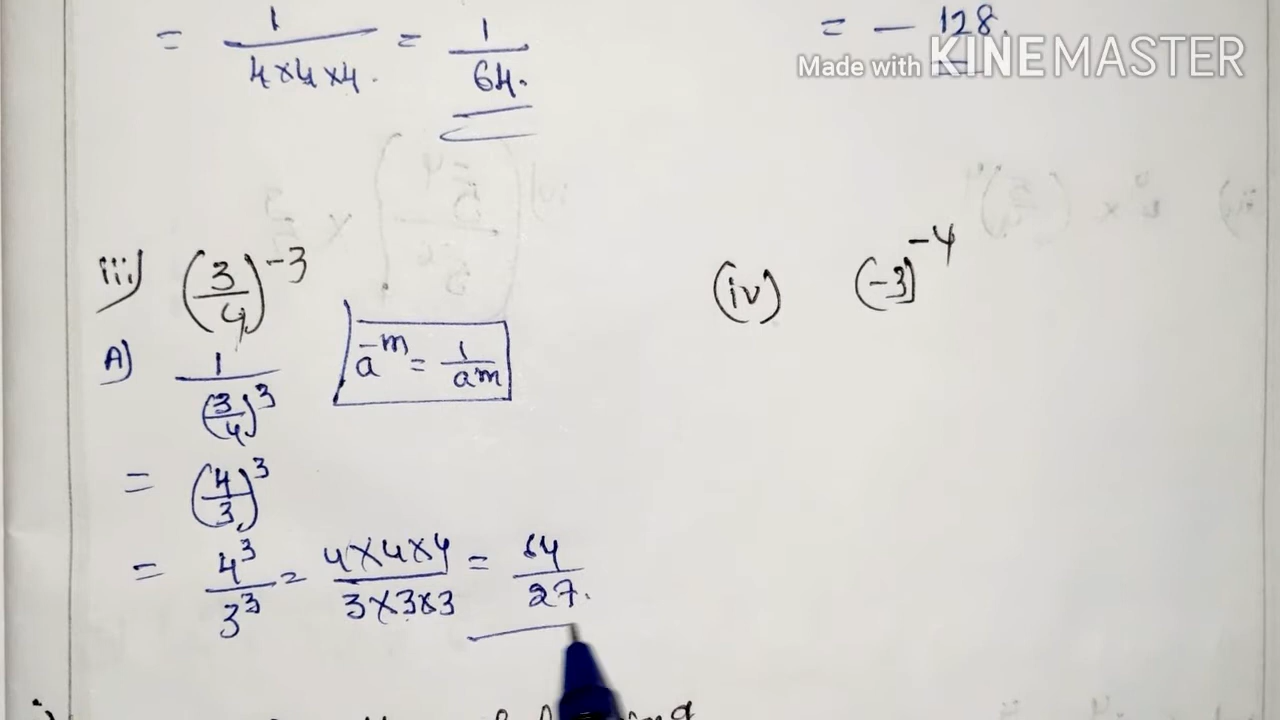 = 1/(4×4×4.) = 1/64.
= - 128.
Made with KINEMASTER
iii) (3/4)^-3
(iv) (-3)^-4
A) 1/(3/4)^3
a^-m = 1/a^m
= (4/3)^3
= 4^3/3^3 = (4×4×4)/(3×3×3) = 64/27.